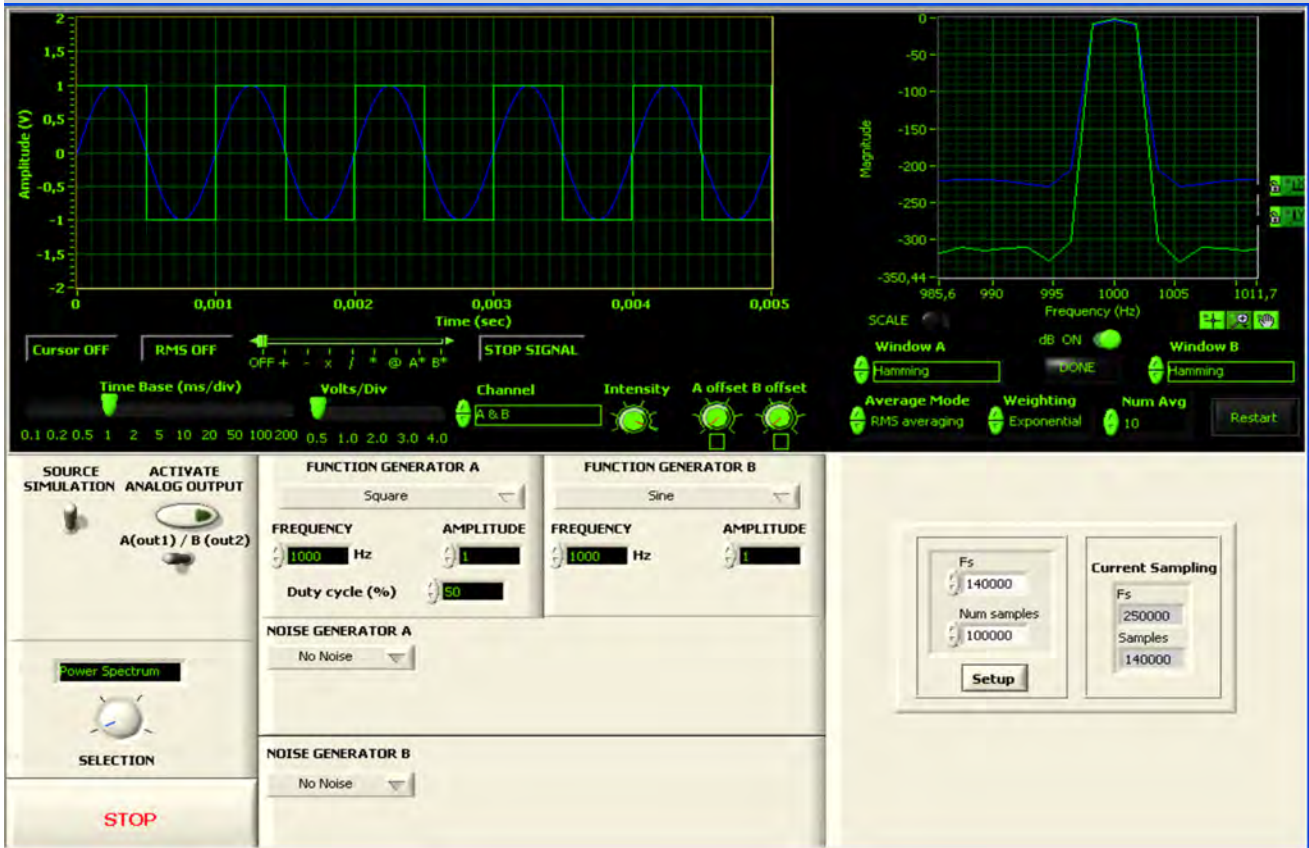 2
1,5
1
0,5
0
-0,5
-1
-1,5
-2
Amplitude (V)
0 0,001 0,002 0,003 0,004 0,005
Time (sec)
0
-50
-100
-150
-200
-250
-300
-350,44
Magnitude
985,6 990 995 1000 1005 1011,7
Frequency (Hz)
Cursor OFF
RMS OFF
OFF + - x / * @ A* B*
STOP SIGNAL
SCALE
dB ON
Time Base (ms/div)
0.1 0.2 0.5 1 2 5 10 20 50 100 200
Volts/Div
0.5 1.0 2.0 3.0 4.0
Channel
A & B
Intensity
A offset B offset
Window A
Hamming
DONE
Window B
Hamming
Average Mode
RMS averaging
Weighting
Exponential
Num Avg
10
Restart
SOURCE
SIMULATION
ACTIVATE
ANALOG OUTPUT
A(out1) / B (out2)
FUNCTION GENERATOR A
Square
FREQUENCY
1000 Hz
AMPLITUDE
1
Duty cycle (%) 50
FUNCTION GENERATOR B
Sine
FREQUENCY
1000 Hz
AMPLITUDE
1
NOISE GENERATOR A
No Noise
NOISE GENERATOR B
No Noise
Power Spectrum
SELECTION
STOP
Fs
140000
Num samples
100000
Setup
Current Sampling
Fs
250000
Samples
140000